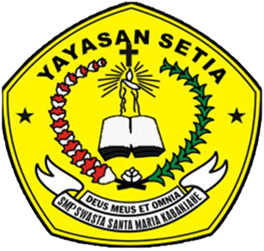 YAYASAN SETIA
DEUS MEUS ET OMNIA
SMP SWASTA SANTA MARIA KABANJAHE